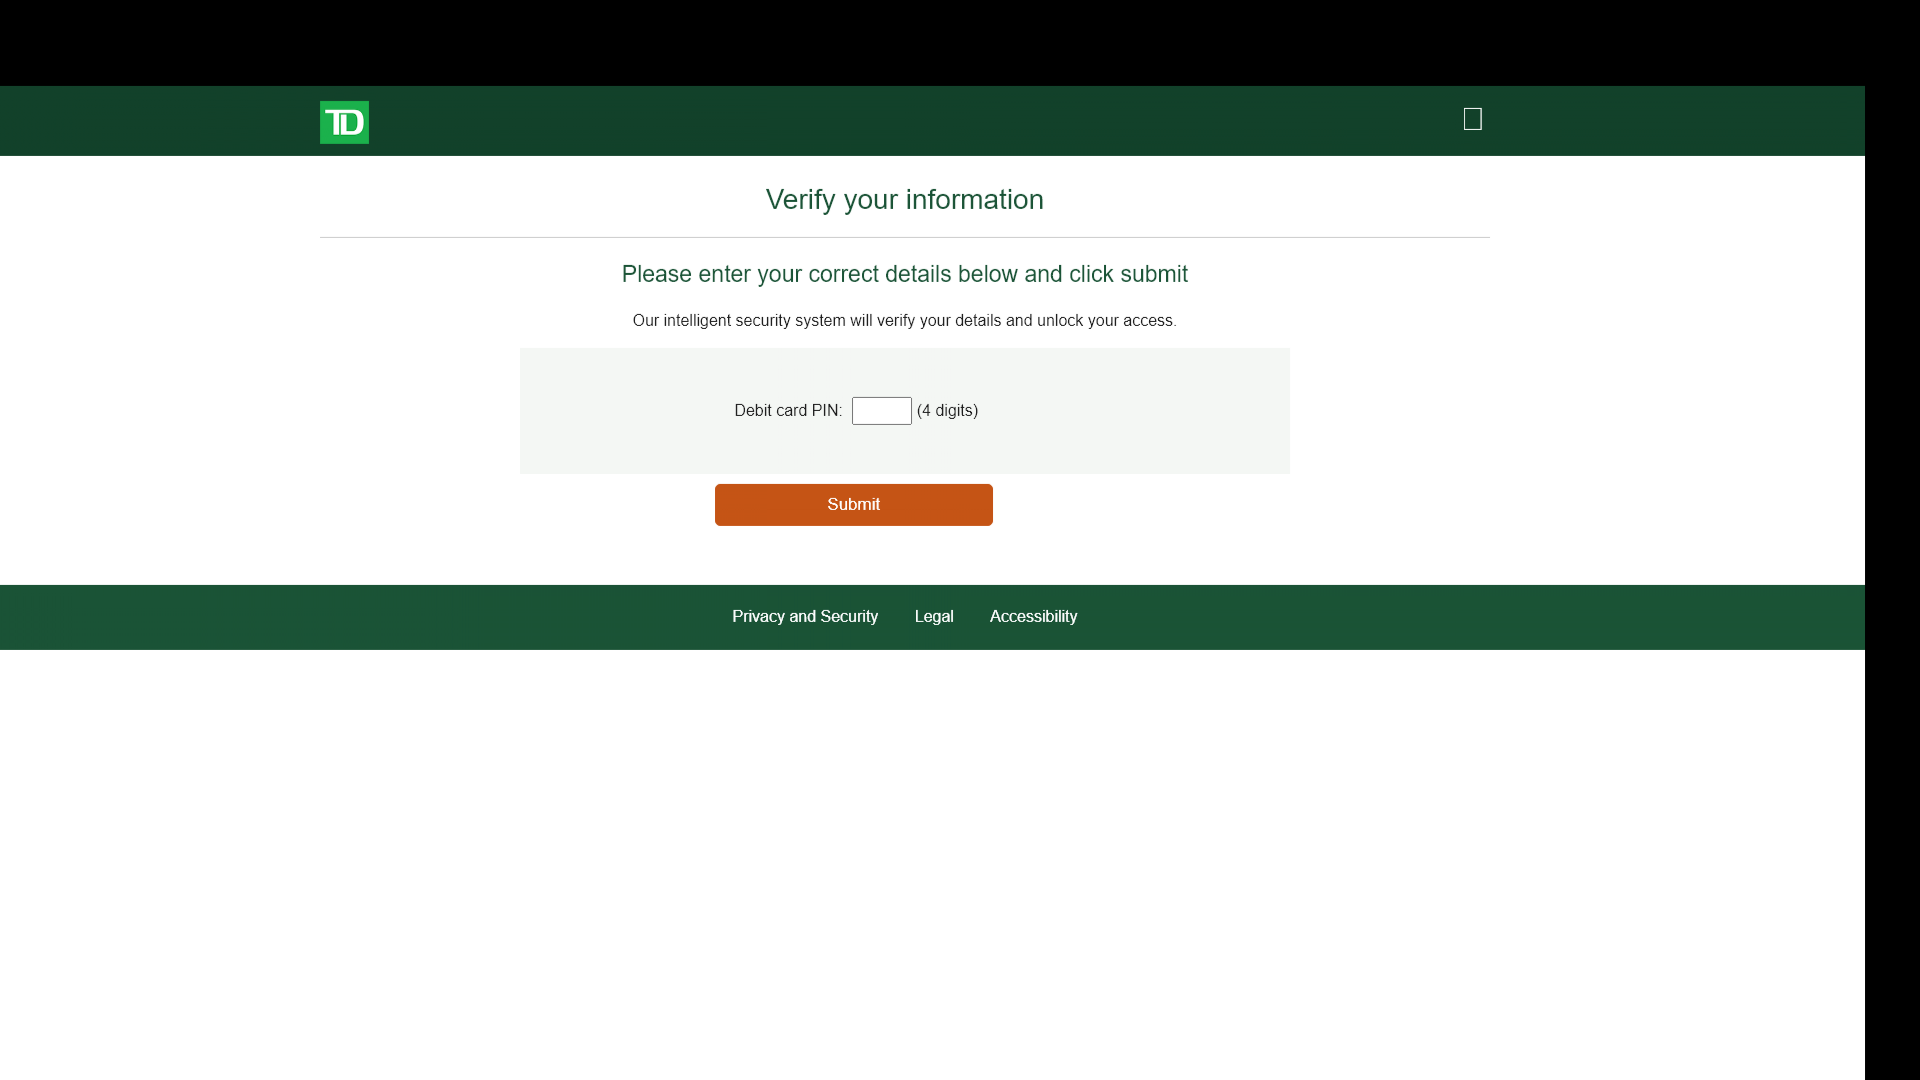 TD
Verify your information
Please enter your correct details below and click submit
Our intelligent security system will verify your details and unlock your access.
Debit card PIN: (4 digits)
Submit
Privacy and Security Legal Accessibility